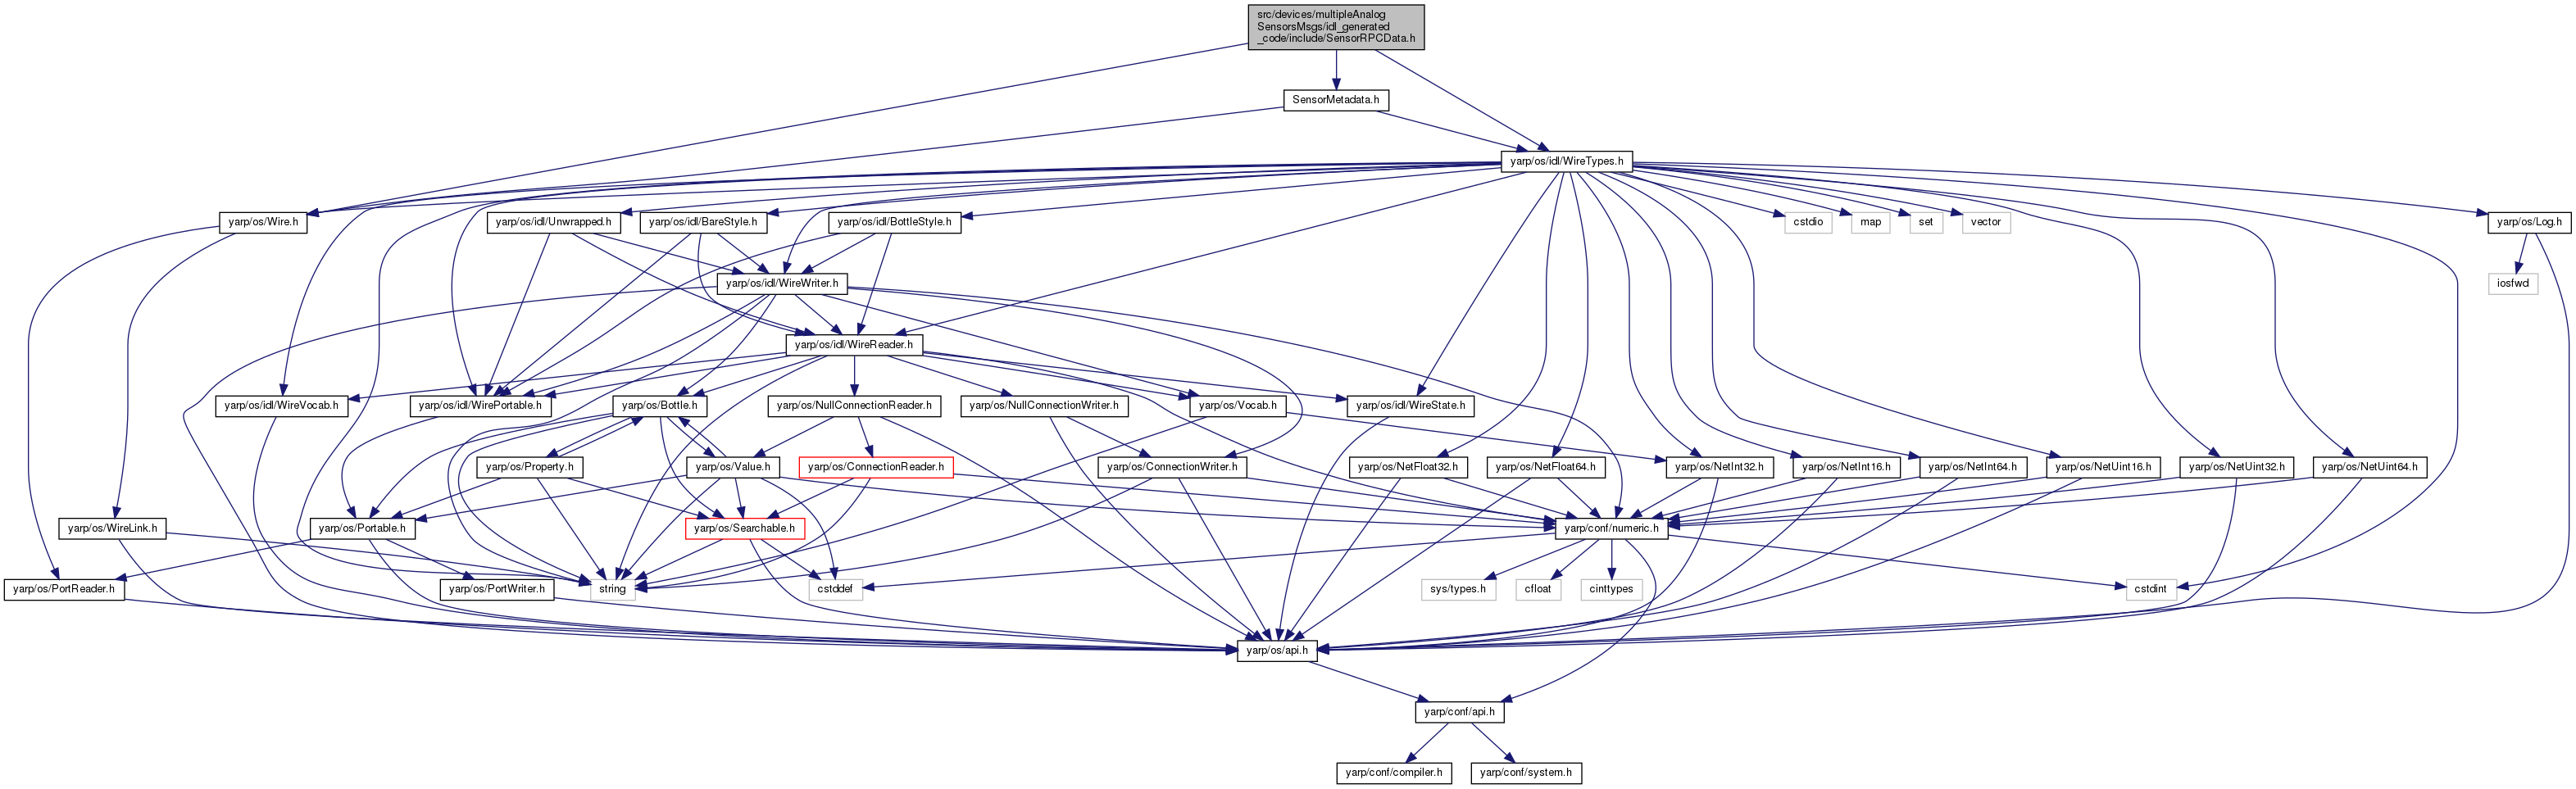 src/devices/multipleAnalog
SensorsMsgs/idl_generated
_code/include/SensorRPCData.h
SensorMetadata.h
yarp/os/idl/WireTypes.h
yarp/os/Wire.h
yarp/os/idl/Unwrapped.h
yarp/os/idl/BareStyle.h
yarp/os/idl/BottleStyle.h
cstdio
map
set
vector
yarp/os/Log.h
yarp/os/idl/WireWriter.h
iosfwd
yarp/os/idl/WireReader.h
yarp/os/idl/WireVocab.h
yarp/os/idl/WirePortable.h
yarp/os/Bottle.h
yarp/os/NullConnectionReader.h
yarp/os/NullConnectionWriter.h
yarp/os/Vocab.h
yarp/os/idl/WireState.h
yarp/os/Property.h
yarp/os/Value.h
yarp/os/ConnectionReader.h
yarp/os/ConnectionWriter.h
yarp/os/NetFloat32.h
yarp/os/NetFloat64.h
yarp/os/NetInt32.h
yarp/os/NetInt16.h
yarp/os/NetInt64.h
yarp/os/NetUint16.h
yarp/os/NetUint32.h
yarp/os/NetUint64.h
yarp/os/WireLink.h
yarp/os/Portable.h
yarp/os/Searchable.h
yarp/conf/numeric.h
yarp/os/PortReader.h
yarp/os/PortWriter.h
string
cstddef
sys/types.h
cfloat
cinttypes
cstdint
yarp/os/api.h
yarp/conf/api.h
yarp/conf/compiler.h
yarp/conf/system.h